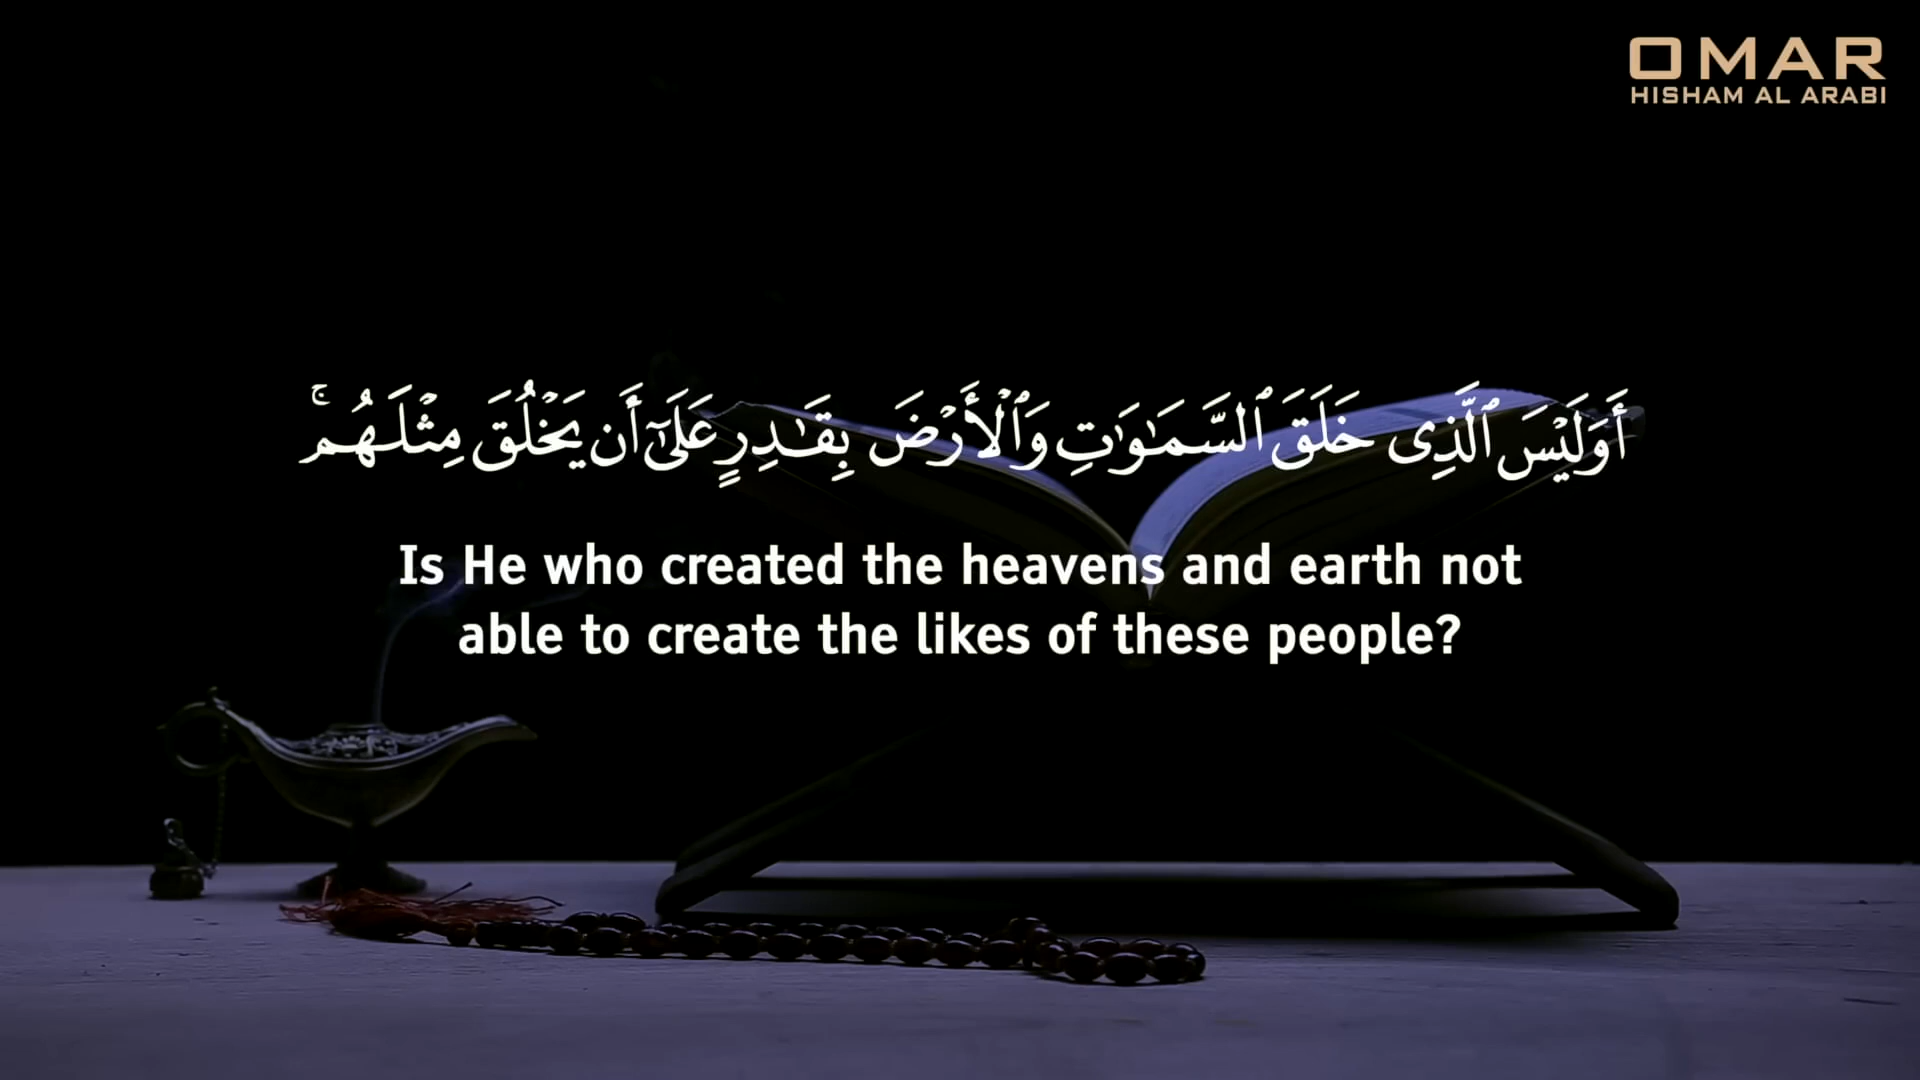 OMAR
HISHAM AL ARABI
أَوَلَيْسَ ٱلَّذِى خَلَقَ ٱلسَّمَـٰوَٰتِ وَٱلْأَرْضَ بِقَـٰدِرٍ عَلَىٰٓ أَن يَخْلُقَ مِثْلَهُم ۚ
Is He who created the heavens and earth not
able to create the likes of these people?